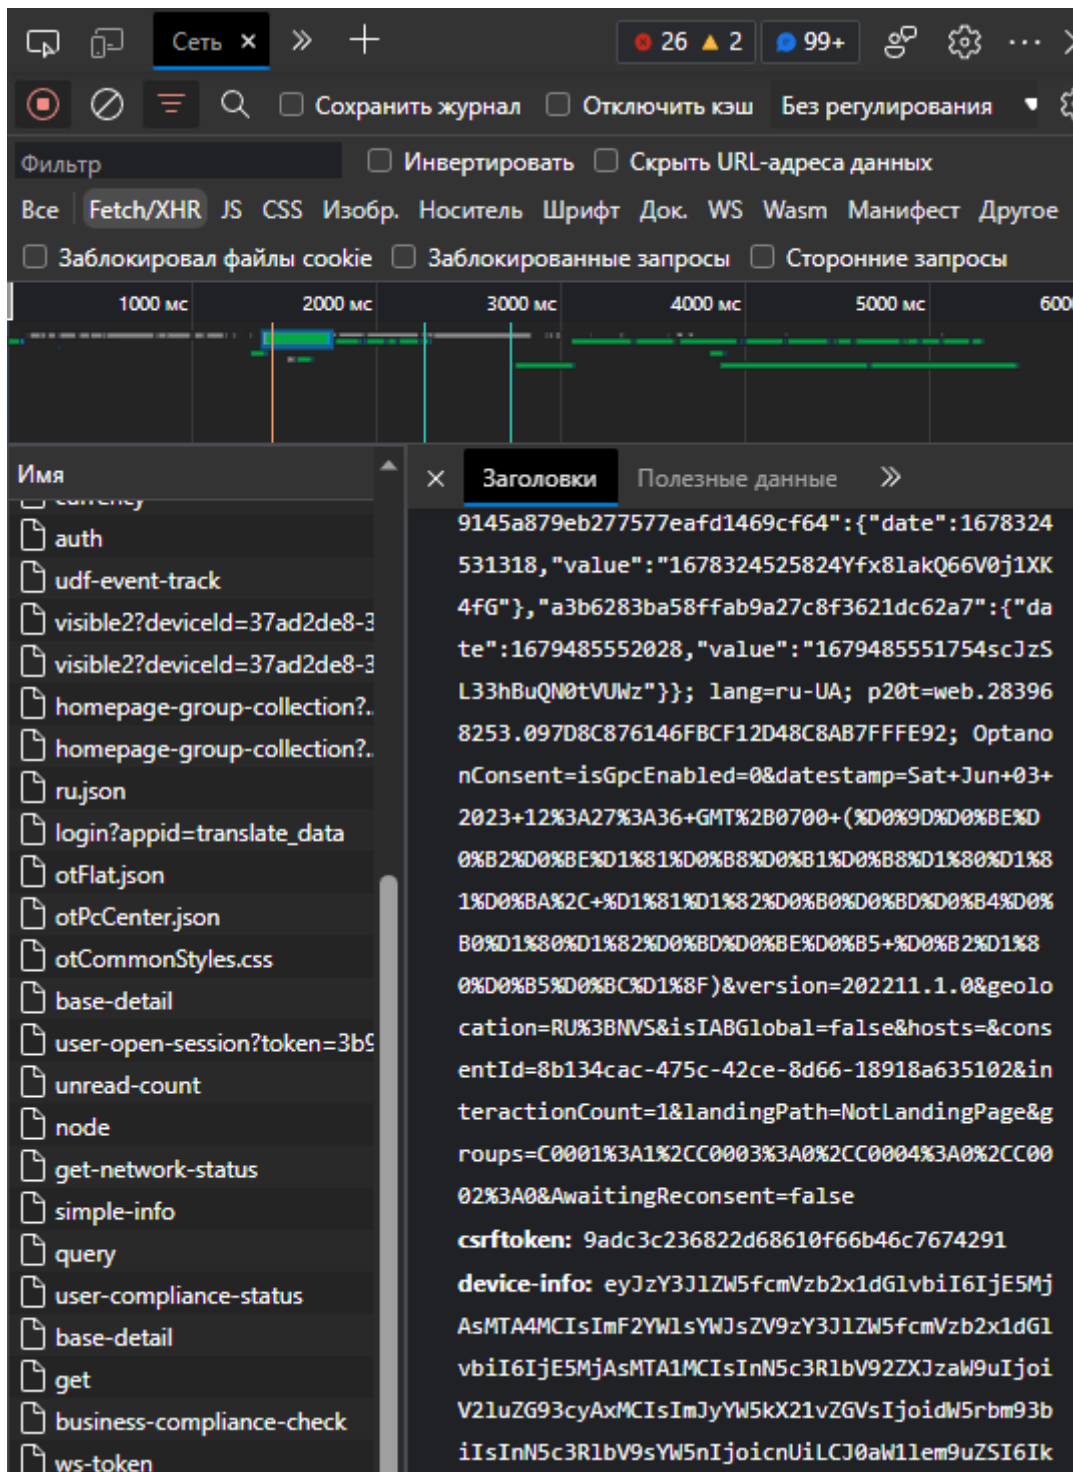 Сеть
26 2 99+
Сохранить журнал Отключить кэш Без регулирования
Фильтр Инвертировать Скрыть URL-адреса данных
Все Fetch/XHR JS CSS Изобр. Носитель Шрифт Док. WS Wasm Манифест Другое
Заблокировал файлы cookie Заблокированные запросы Сторонние запросы
1000 мс 2000 мс 3000 мс 4000 мс 5000 мс 600
Имя
currency
auth
udf-event-track
visible2?deviceId=37ad2de8-3
visible2?deviceId=37ad2de8-3
homepage-group-collection?..
homepage-group-collection?..
ru.json
login?appid=translate_data
otFlat.json
otPcCenter.json
otCommonStyles.css
base-detail
user-open-session?token=3b9
unread-count
node
get-network-status
simple-info
query
user-compliance-status
base-detail
get
business-compliance-check
ws-token
Заголовки Полезные данные
9145a879eb277577eafd1469cf64":{"date":1678324
531318,"value":"1678324525824Yfx8lakQ66V0j1XK
4fG"},"a3b6283ba58ffab9a27c8f3621dc62a7":{"da
te":1679485552028,"value":"1679485551754scJzS
L33hBuQN0tVUWz"}}; lang=ru-UA; p20t=web.28396
8253.097D8C876146FBCF12D48C8AB7FFFE92; Optano
nConsent=isGpcEnabled=0&datestamp=Sat+Jun+03+
2023+12%3A27%3A36+GMT%2B0700+(%D0%9D%D0%BE%D
0%B2%D0%BE%D1%81%D0%B8%D0%B1%D0%B8%D1%80%D1%8
1%D0%BA%2C+%D1%81%D1%82%D0%B0%D0%BD%D0%B4%D0%
B0%D1%80%D1%82%D0%BD%D0%BE%D0%B5+%D0%B2%D1%8
0%D0%B5%D0%BC%D1%8F)&version=202211.1.0&geolo
cation=RU%3BNVS&isIABGlobal=false&hosts=&cons
entId=8b134cac-475c-42ce-8d66-18918a635102&in
teractionCount=1&landingPath=NotLandingPage&g
roups=C0001%3A1%2CC0003%3A0%2CC0004%3A0%2CC00
02%3A0&AwaitingReconsent=false
csrftoken: 9adc3c236822d68610f66b46c7674291
device-info: eyJzY3JlZW5fcmVzb2x1dGlvbiI6IjE5Mj
AsMTA4MCIsImF2YWlsYWJsZV9zY3JlZW5fcmVzb2x1dGl
vbiI6IjE5MjAsMTA1MCIsInN5c3RlbV92ZXJzaW9uIjoi
V2luZG93cyAxMCIsImJyYW5kX21vZGVsIjoidW5rbm93b
iIsInN5c3RlbV9sYW5nIjoicnUiLCJ0aW1lem9uZSI6Ik